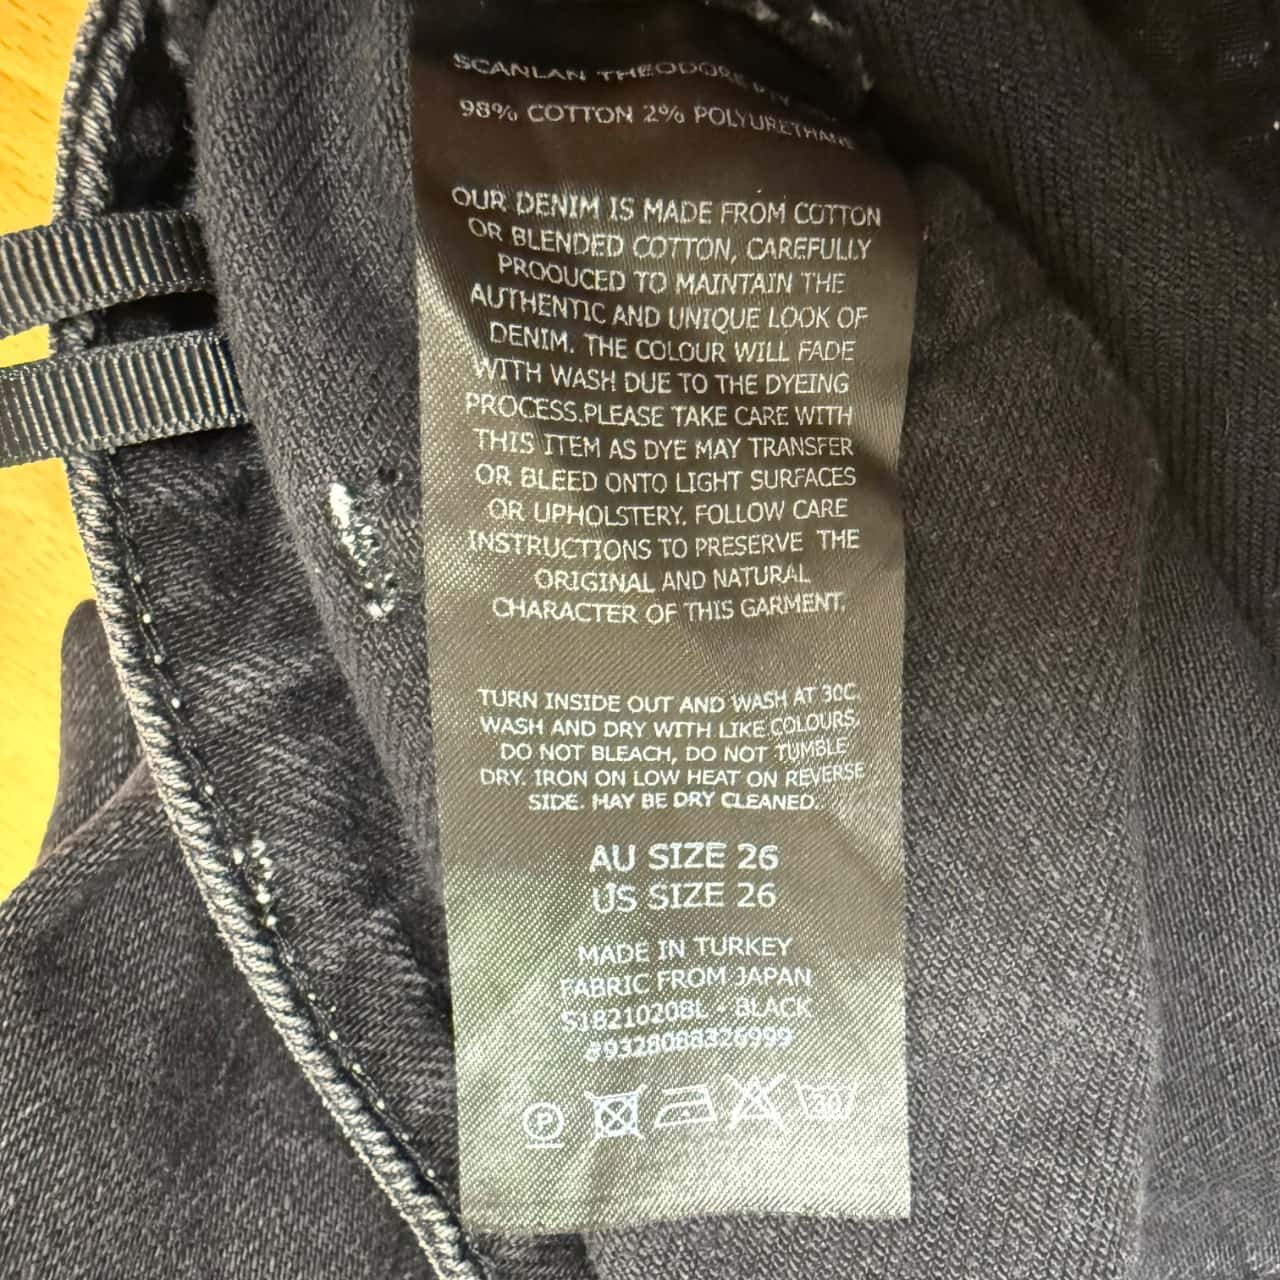 SCANLAN THEODORE PTY
98% COTTON 2% POLYURETHANE
OUR DENIM IS MADE FROM COTTON
OR BLENDED COTTON, CAREFULLY
PROOUCED TO MAINTAIN THE
AUTHENTIC AND UNIQUE LOOK OF
DENIM. THE COLOUR WILL FADE
WITH WASH DUE TO THE DYEING
PROCESS.PLEASE TAKE CARE WITH
THIS ITEM AS DYE MAY TRANSFER
OR BLEED ONTO LIGHT SURFACES
OR UPHOLSTERY. FOLLOW CARE
INSTRUCTIONS TO PRESERVE THE
ORIGINAL AND NATURAL
CHARACTER OF THIS GARMENT.
TURN INSIDE OUT AND WASH AT 30C.
WASH AND DRY WITH LIKE COLOURS.
DO NOT BLEACH, DO NOT TUMBLE
DRY. IRON ON LOW HEAT ON REVERSE
SIDE. MAY BE DRY CLEANED.
AU SIZE 26
US SIZE 26
MADE IN TURKEY
FABRIC FROM JAPAN
S18210208L - BLACK
#9328088326999
P 30